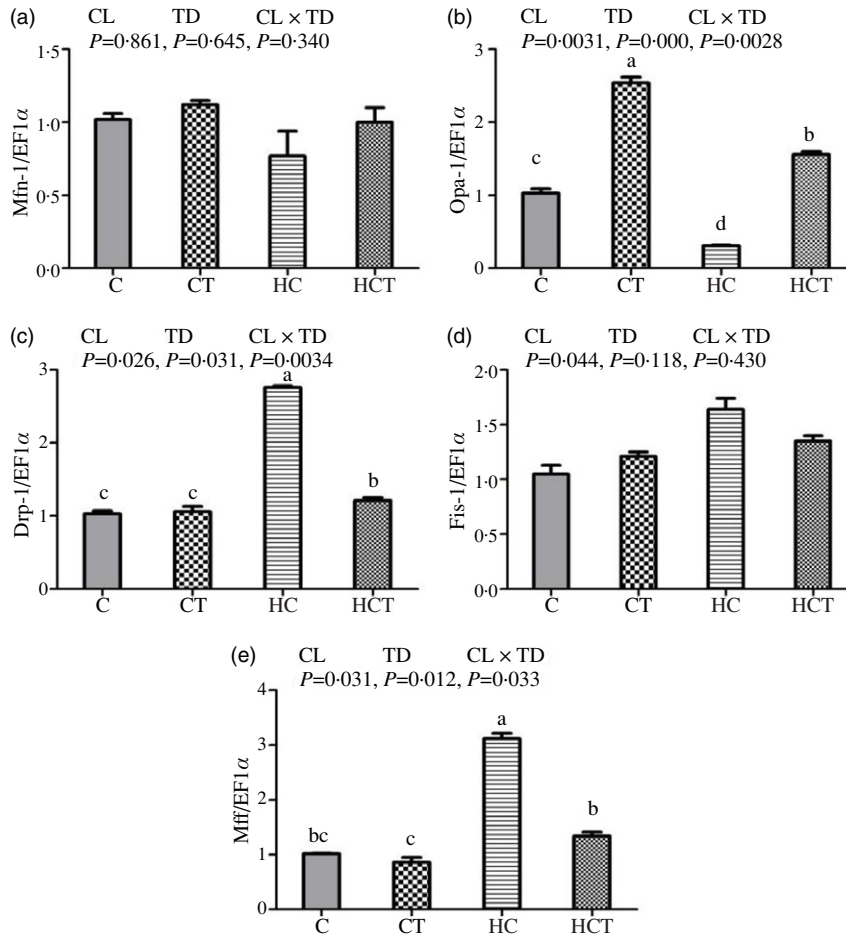 (a) CL TD CL × TD
P=0·861, P=0·645, P=0·340
1·5
1·0
0·5
0·0
Mfn-1/EF1α
C CT HC HCT
(b) CL TD CL × TD
P=0·0031, P=0·000, P=0·0028
3
2
1
0
Opa-1/EF1α
c a d b
C CT HC HCT
(c) CL TD CL × TD
P=0·026, P=0·031, P=0·0034
3
2
1
0
Drp-1/EF1α
c c a b
C CT HC HCT
(d) CL TD CL × TD
P=0·044, P=0·118, P=0·430
2·0
1·5
1·0
0·5
0·0
Fis-1/EF1α
C CT HC HCT
(e) CL TD CL × TD
P=0·031, P=0·012, P=0·033
4
3
2
1
0
Mff/EF1α
bc c a b
C CT HC HCT